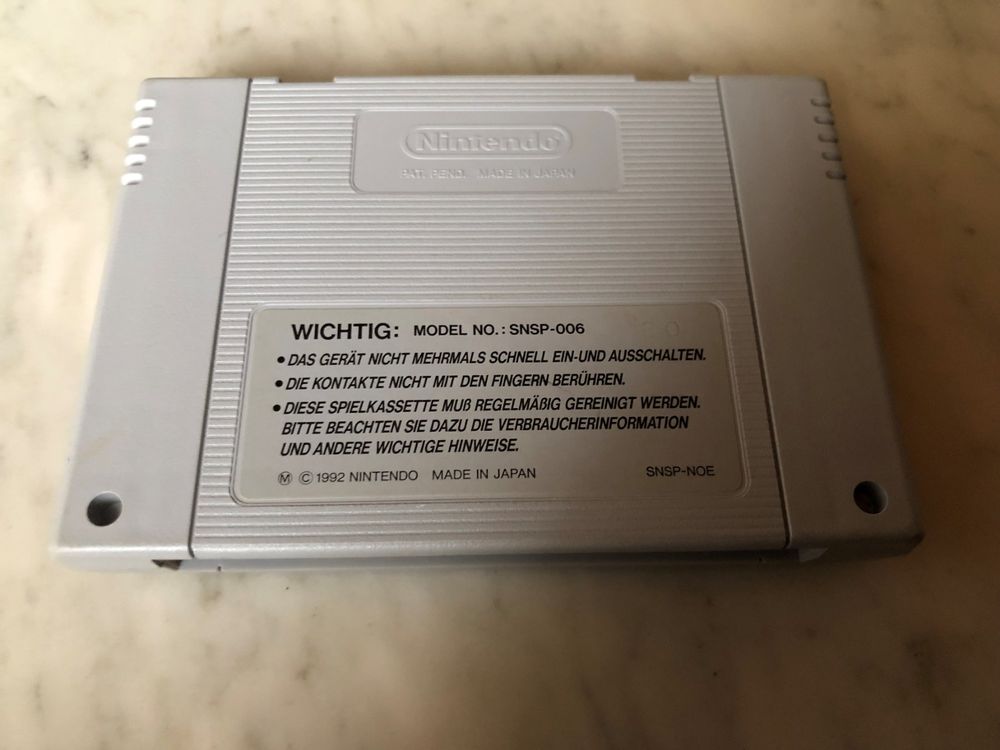 Nintendo
PAT. PEND. MADE IN JAPAN
WICHTIG: MODEL NO.: SNSP-006
• DAS GERÄT NICHT MEHRMALS SCHNELL EIN-UND AUSSCHALTEN.
• DIE KONTAKTE NICHT MIT DEN FINGERN BERÜHREN.
• DIESE SPIELKASSETTE MUß REGELMÄßIG GEREINIGT WERDEN.
BITTE BEACHTEN SIE DAZU DIE VERBRAUCHERINFORMATION
UND ANDERE WICHTIGE HINWEISE.
Ⓜ © 1992 NINTENDO MADE IN JAPAN SNSP-NOE